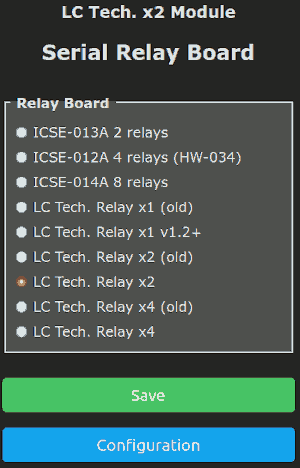 LC Tech. x2 Module
Serial Relay Board
Relay Board
ICSE-013A 2 relays
ICSE-012A 4 relays (HW-034)
ICSE-014A 8 relays
LC Tech. Relay x1 (old)
LC Tech. Relay x1 v1.2+
LC Tech. Relay x2 (old)
LC Tech. Relay x2
LC Tech. Relay x4 (old)
LC Tech. Relay x4
Save
Configuration